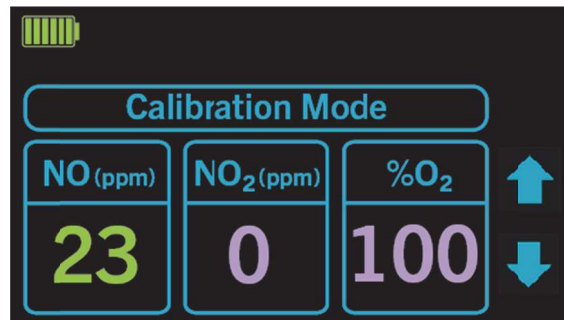 Calibration Mode
NO (ppm) NO₂ (ppm) %O₂
23 0 100